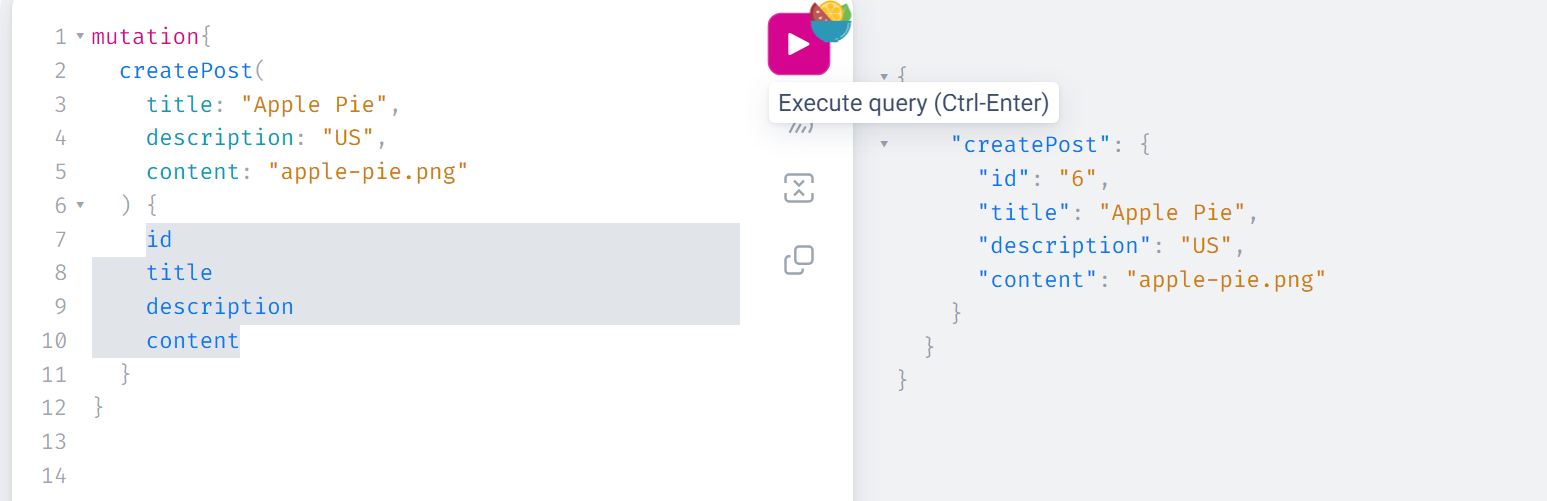 1 mutation{
2 createPost(
3 title: "Apple Pie",
4 description: "US",
5 content: "apple-pie.png"
6 ) {
7 id
8 title
9 description
10 content
11 }
12 }
13
14
Execute query (Ctrl-Enter)
{
"createPost": {
"id": "6",
"title": "Apple Pie",
"description": "US",
"content": "apple-pie.png"
}
}
}